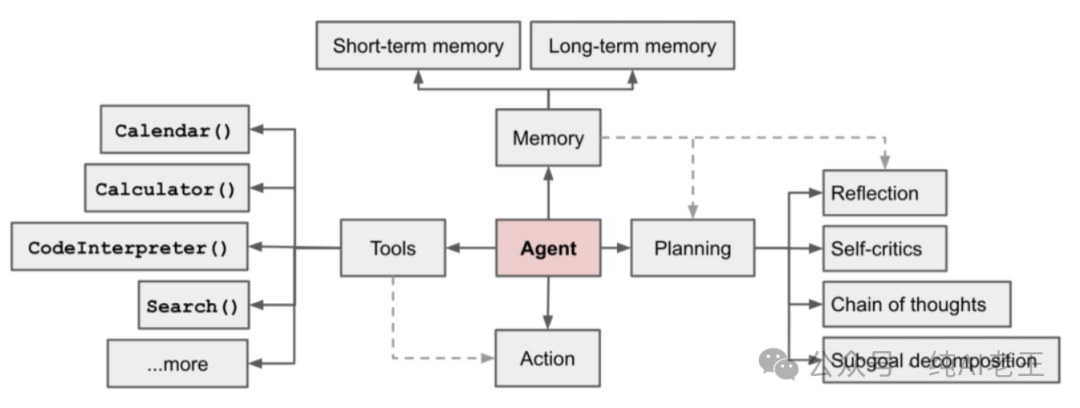 Short-term memory
Long-term memory
Calendar()
Memory
Calculator()
Reflection
CodeInterpreter()
Tools
Agent
Planning
Self-critics
Search()
Chain of thoughts
...more
Action
Subgoal decomposition
公众号 · 纯AI老王